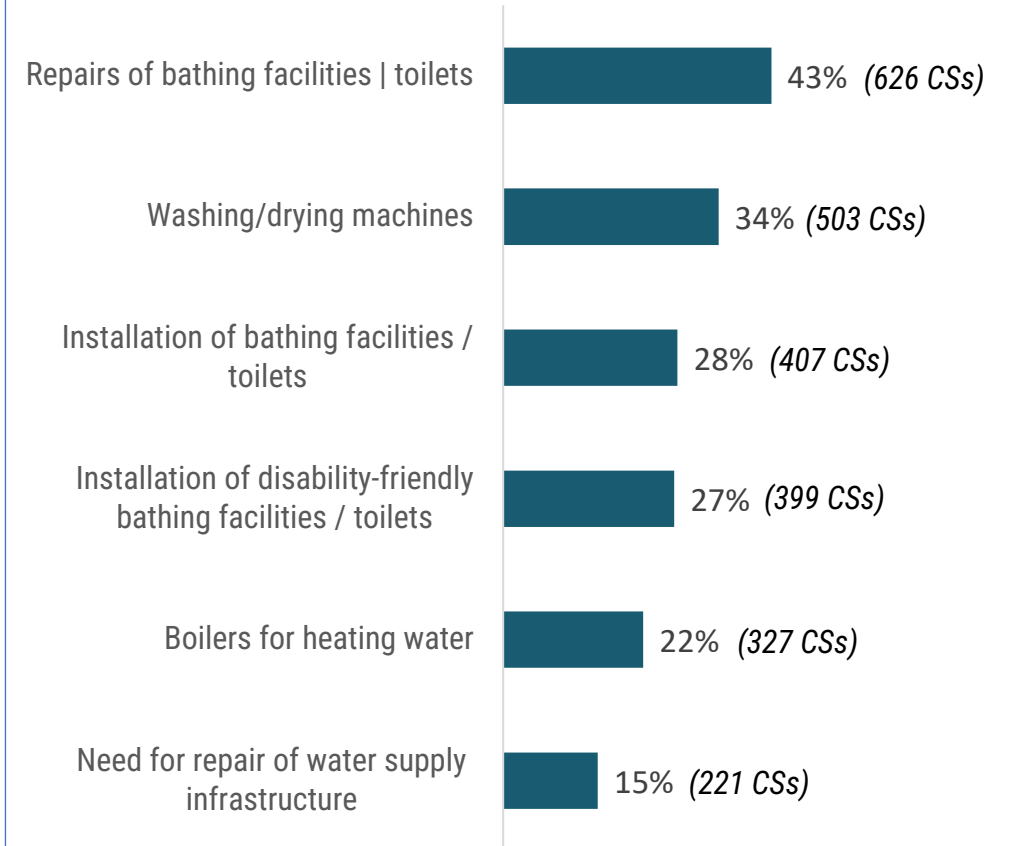 Repairs of bathing facilities | toilets 43% (626 CSs)
Washing/drying machines 34% (503 CSs)
Installation of bathing facilities /
toilets 28% (407 CSs)
Installation of disability-friendly
bathing facilities / toilets 27% (399 CSs)
Boilers for heating water 22% (327 CSs)
Need for repair of water supply
infrastructure 15% (221 CSs)